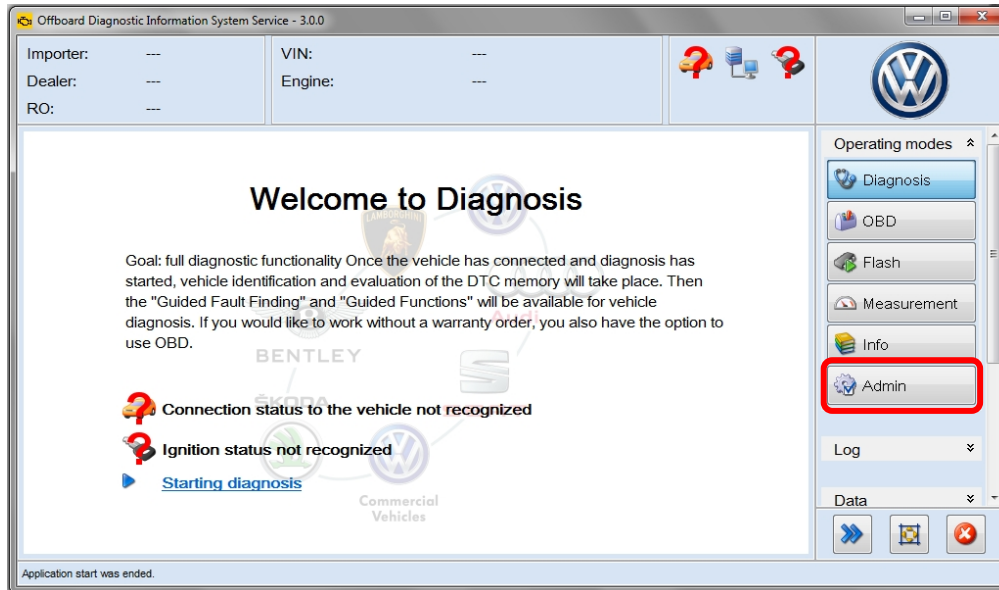 Offboard Diagnostic Information System Service - 3.0.0
Importer: ---
Dealer: ---
RO: ---
VIN: ---
Engine: ---
Welcome to Diagnosis
Goal: full diagnostic functionality Once the vehicle has connected and diagnosis has
started, vehicle identification and evaluation of the DTC memory will take place. Then
the "Guided Fault Finding" and "Guided Functions" will be available for vehicle
diagnosis. If you would like to work without a warranty order, you also have the option to
use OBD.
LAMBORGHINI
Audi
BENTLEY
ŠKODA
Connection status to the vehicle not recognized
Ignition status not recognized
Starting diagnosis
Commercial
Vehicles
Operating modes
Diagnosis
OBD
Flash
Measurement
Info
Admin
Log
Data
Application start was ended.